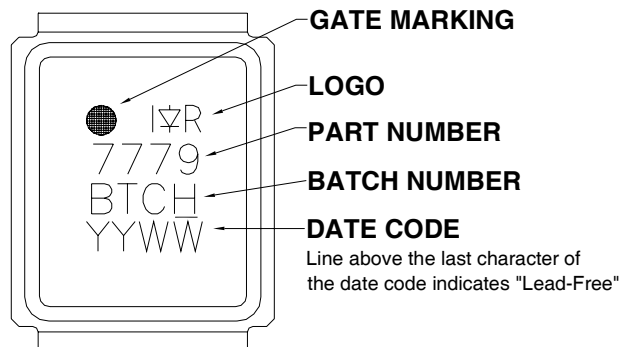 GATE MARKING
I R
LOGO
7779
PART NUMBER
BTCH
BATCH NUMBER
YYWW
DATE CODE
Line above the last character of
the date code indicates "Lead-Free"